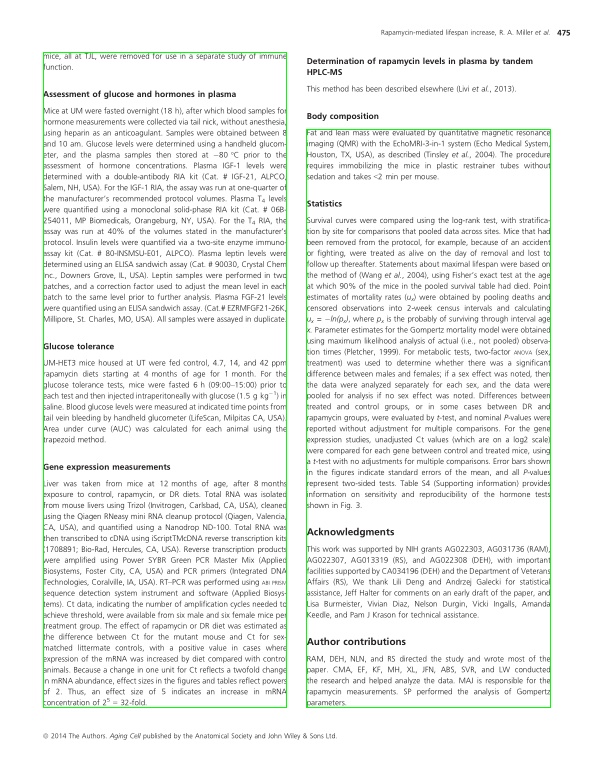 Rapamycin-mediated lifespan increase, R. A. Miller et al. 475
mice, all at TJL, were removed for use in a separate study of immune
function.
Assessment of glucose and hormones in plasma
Mice at UM were fasted overnight (18 h), after which blood samples for
hormone measurements were collected via tail nick, without anesthesia,
using heparin as an anticoagulant. Samples were obtained between 8
and 10 am. Glucose levels were determined using a handheld glucom-
eter, and the plasma samples then stored at −80 °C prior to the
assessment of hormone concentrations. Plasma IGF-1 levels were
determined with a double-antibody RIA kit (Cat. # IGF-21, ALPCO,
Salem, NH, USA). For the IGF-1 RIA, the assay was run at one-quarter of
the manufacturer's recommended protocol volumes. Plasma T₄ levels
were quantified using a monoclonal solid-phase RIA kit (Cat. # 06B-
254011, MP Biomedicals, Orangeburg, NY, USA). For the T₄ RIA, the
assay was run at 40% of the volumes stated in the manufacturer's
protocol. Insulin levels were quantified via a two-site enzyme immuno-
assay kit (Cat. # 80-INSMSU-E01, ALPCO). Plasma leptin levels were
determined using an ELISA sandwich assay (Cat. # 90030, Crystal Chem
Inc., Downers Grove, IL, USA). Leptin samples were performed in two
batches, and a correction factor used to adjust the mean level in each
batch to the same level prior to further analysis. Plasma FGF-21 levels
were quantified using an ELISA sandwich assay. (Cat.# EZRMFGF21-26K,
Millipore, St. Charles, MO, USA). All samples were assayed in duplicate.
Glucose tolerance
UM-HET3 mice housed at UT were fed control, 4.7, 14, and 42 ppm
rapamycin diets starting at 4 months of age for 1 month. For the
glucose tolerance tests, mice were fasted 6 h (09:00–15:00) prior to
each test and then injected intraperitoneally with glucose (1.5 g kg⁻¹) in
saline. Blood glucose levels were measured at indicated time points from
tail vein bleeding by handheld glucometer (LifeScan, Milpitas CA, USA).
Area under curve (AUC) was calculated for each animal using the
trapezoid method.
Gene expression measurements
Liver was taken from mice at 12 months of age, after 8 months
exposure to control, rapamycin, or DR diets. Total RNA was isolated
from mouse livers using Trizol (Invitrogen, Carlsbad, CA, USA), cleaned
using the Qiagen RNeasy mini RNA cleanup protocol (Qiagen, Valencia,
CA, USA), and quantified using a Nanodrop ND-100. Total RNA was
then transcribed to cDNA using iScriptTMcDNA reverse transcription kits
(1708891; Bio-Rad, Hercules, CA, USA). Reverse transcription products
were amplified using Power SYBR Green PCR Master Mix (Applied
Biosystems, Foster City, CA, USA) and PCR primers (Integrated DNA
Technologies, Coralville, IA, USA). RT–PCR was performed using ABI PRISM
sequence detection system instrument and software (Applied Biosys-
tems). Ct data, indicating the number of amplification cycles needed to
achieve threshold, were available from six male and six female mice per
treatment group. The effect of rapamycin or DR diet was estimated as
the difference between Ct for the mutant mouse and Ct for sex-
matched littermate controls, with a positive value in cases where
expression of the mRNA was increased by diet compared with control
animals. Because a change in one unit for Ct reflects a twofold change
in mRNA abundance, effect sizes in the figures and tables reflect powers
of 2. Thus, an effect size of 5 indicates an increase in mRNA
concentration of 2⁵ = 32-fold.
Determination of rapamycin levels in plasma by tandem
HPLC-MS
This method has been described elsewhere (Livi et al., 2013).
Body composition
Fat and lean mass were evaluated by quantitative magnetic resonance
imaging (QMR) with the EchoMRI-3-in-1 system (Echo Medical System,
Houston, TX, USA), as described (Tinsley et al., 2004). The procedure
requires immobilizing the mice in plastic restrainer tubes without
sedation and takes <2 min per mouse.
Statistics
Survival curves were compared using the log-rank test, with stratifica-
tion by site for comparisons that pooled data across sites. Mice that had
been removed from the protocol, for example, because of an accident
or fighting, were treated as alive on the day of removal and lost to
follow up thereafter. Statements about maximal lifespan were based on
the method of (Wang et al., 2004), using Fisher's exact test at the age
at which 90% of the mice in the pooled survival table had died. Point
estimates of mortality rates (uₓ) were obtained by pooling deaths and
censored observations into 2-week census intervals and calculating
uₓ = −ln(pₓ), where pₓ is the probably of surviving through interval age
x. Parameter estimates for the Gompertz mortality model were obtained
using maximum likelihood analysis of actual (i.e., not pooled) observa-
tion times (Pletcher, 1999). For metabolic tests, two-factor ANOVA (sex,
treatment) was used to determine whether there was a significant
difference between males and females; if a sex effect was noted, then
the data were analyzed separately for each sex, and the data were
pooled for analysis if no sex effect was noted. Differences between
treated and control groups, or in some cases between DR and
rapamycin groups, were evaluated by t-test, and nominal P-values were
reported without adjustment for multiple comparisons. For the gene
expression studies, unadjusted Ct values (which are on a log2 scale)
were compared for each gene between control and treated mice, using
a t-test with no adjustments for multiple comparisons. Error bars shown
in the figures indicate standard errors of the mean, and all P-values
represent two-sided tests. Table S4 (Supporting information) provides
information on sensitivity and reproducibility of the hormone tests
shown in Fig. 3.
Acknowledgments
This work was supported by NIH grants AG022303, AG031736 (RAM),
AG022307, AG013319 (RS), and AG022308 (DEH), with important
facilities supported by CA034196 (DEH) and the Department of Veterans
Affairs (RS), We thank Lili Deng and Andrzej Galecki for statistical
assistance, Jeff Halter for comments on an early draft of the paper, and
Lisa Burmeister, Vivian Diaz, Nelson Durgin, Vicki Ingalls, Amanda
Keedle, and Pam J Krason for technical assistance.
Author contributions
RAM, DEH, NLN, and RS directed the study and wrote most of the
paper. CMA, EF, KF, MH, XL, JFN, ABS, SVR, and LW conducted
the research and helped analyze the data. MAJ is responsible for the
rapamycin measurements. SP performed the analysis of Gompertz
parameters.
© 2014 The Authors. Aging Cell published by the Anatomical Society and John Wiley & Sons Ltd.